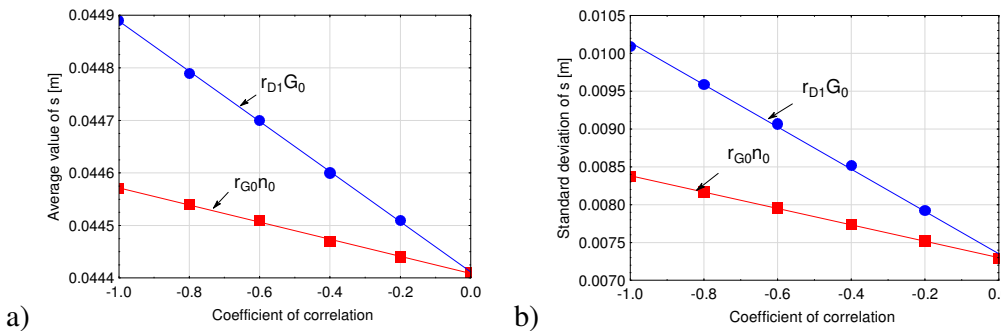 0.0449
0.0448
0.0447
0.0446
0.0445
0.0444
Average value of s [m]
rD1G0
rG0n0
-1.0 -0.8 -0.6 -0.4 -0.2 0.0
Coefficient of correlation
a)
0.0105
0.0100
0.0095
0.0090
0.0085
0.0080
0.0075
0.0070
Standard deviation of s [m]
rD1G0
rG0n0
-1.0 -0.8 -0.6 -0.4 -0.2 0.
Coefficient of correlation
b)